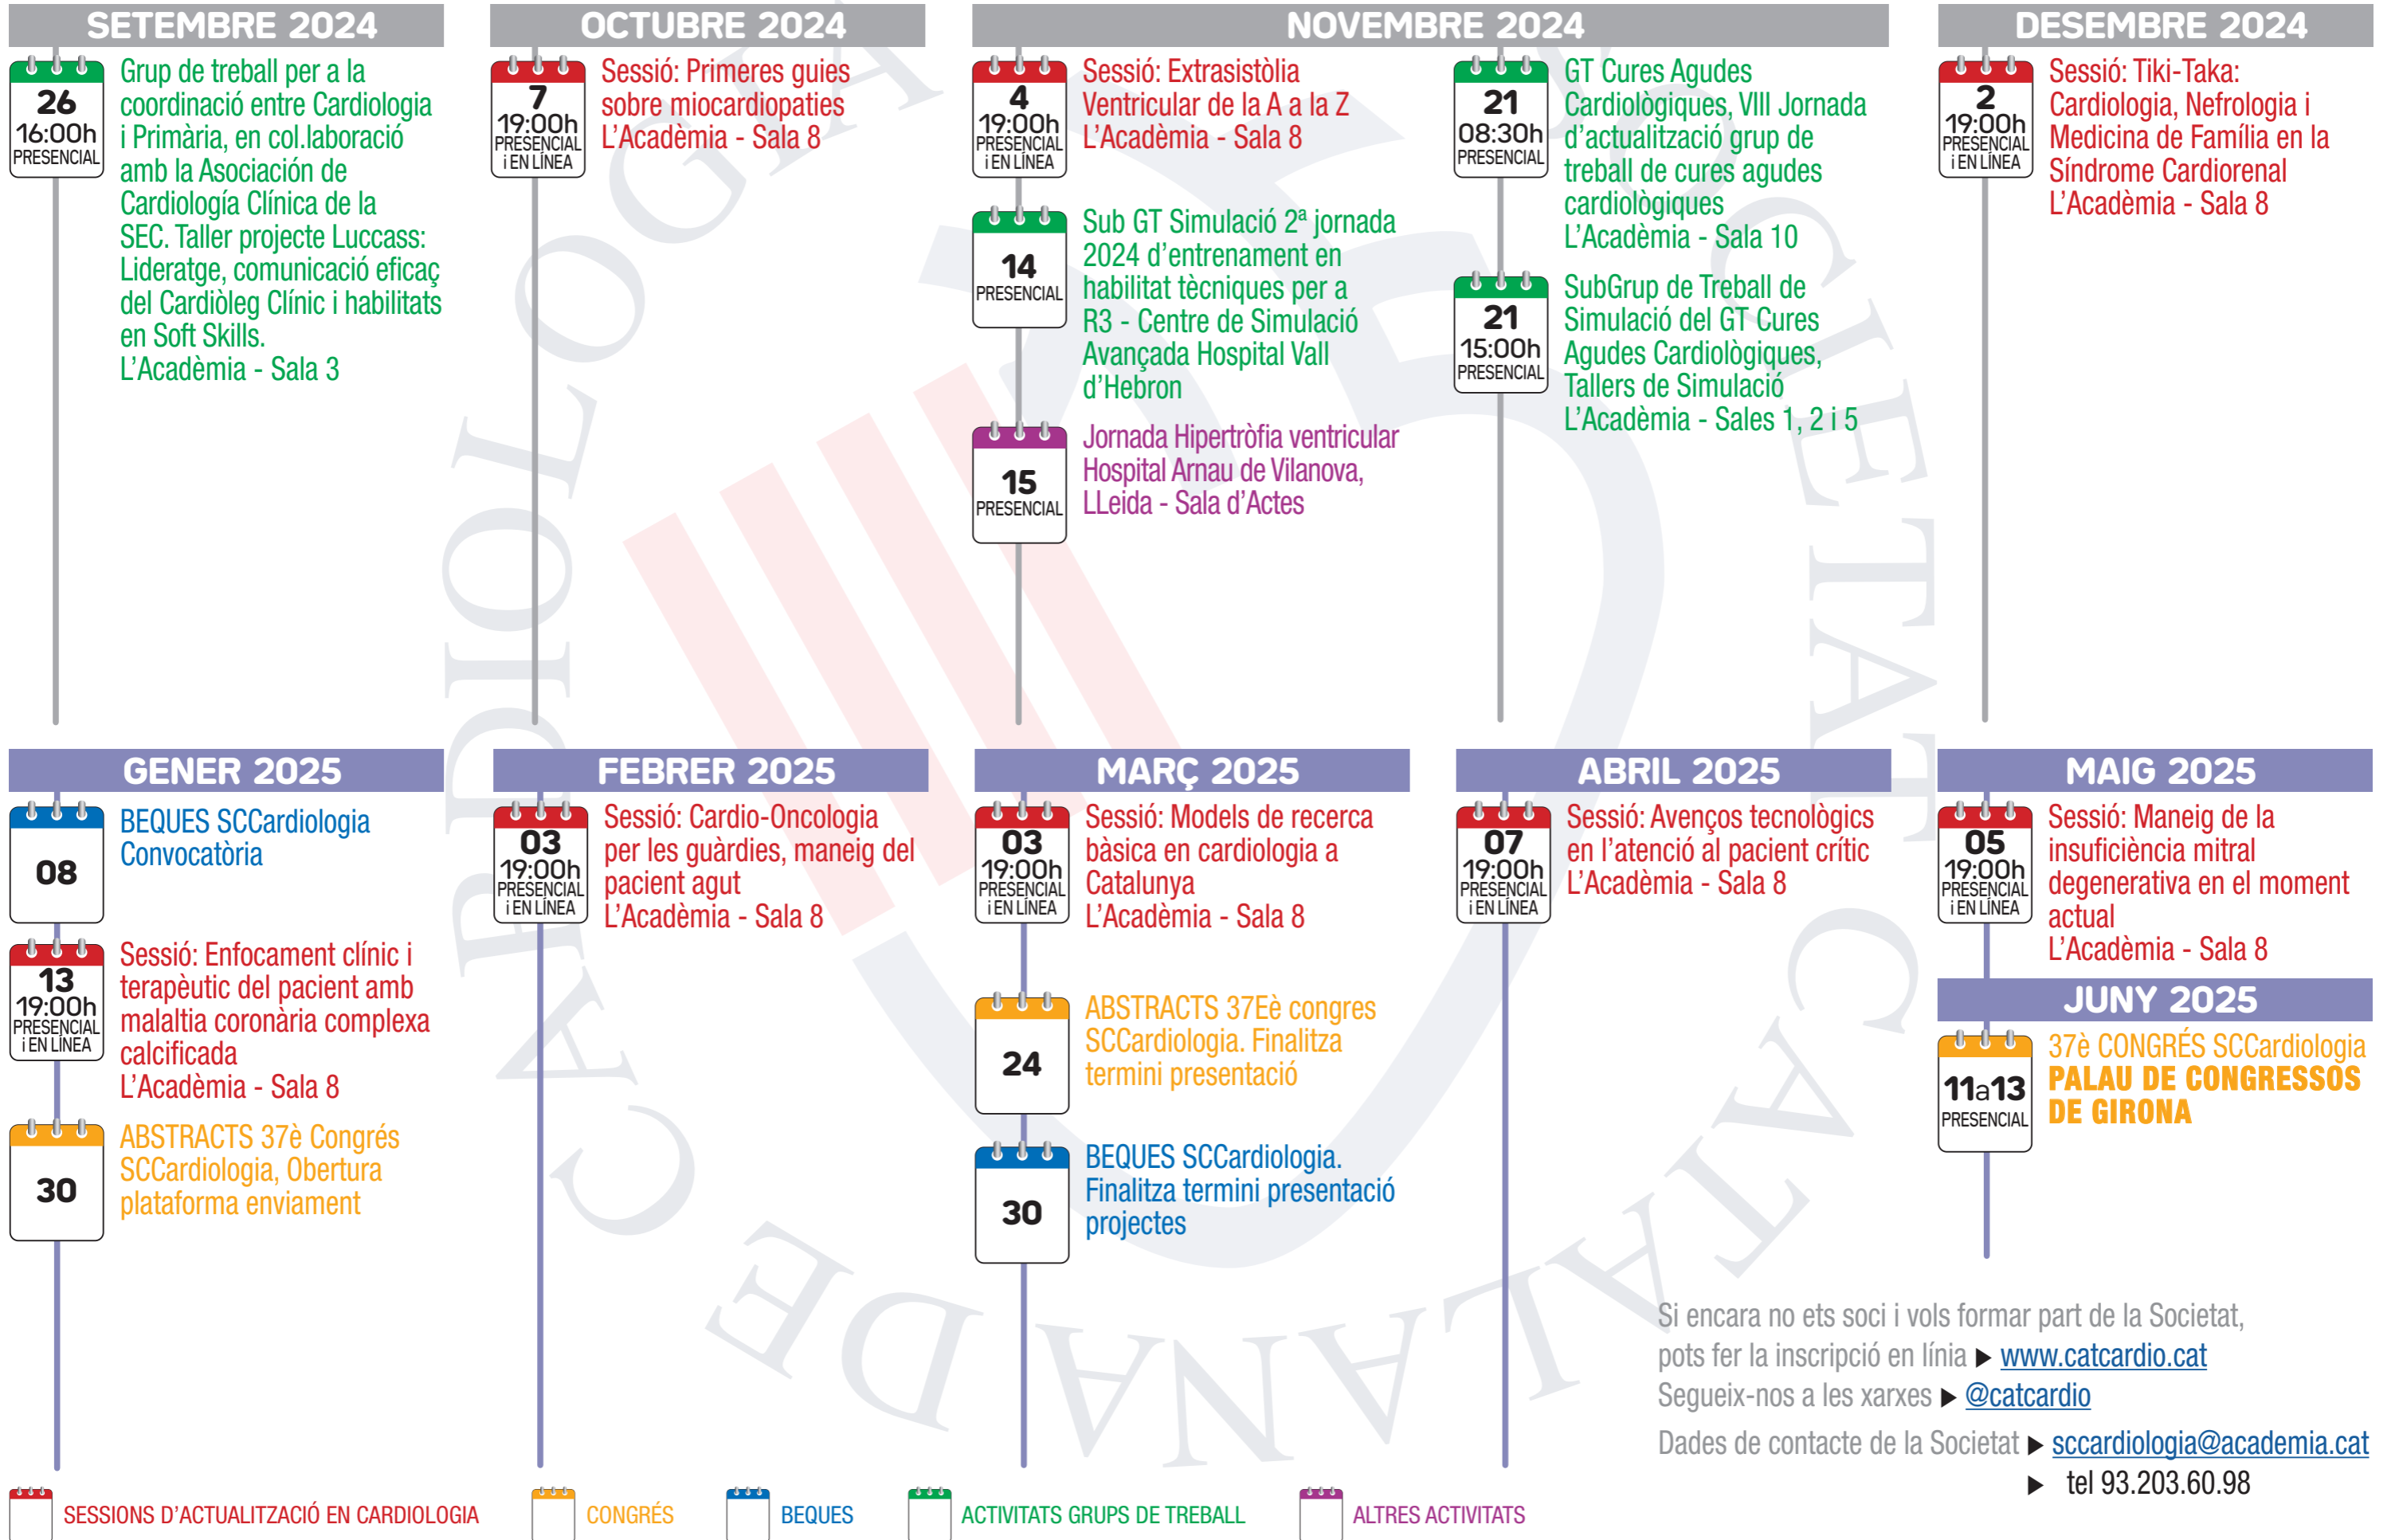 SETEMBRE 2024
26
16:00h
PRESENCIAL
Grup de treball per a la
coordinació entre Cardiologia
i Primària, en col.laboració
amb la Asociación de
Cardiología Clínica de la
SEC. Taller projecte Luccass:
Lideratge, comunicació eficaç
del Cardiòleg Clínic i habilitats
en Soft Skills.
L'Acadèmia - Sala 3
OCTUBRE 2024
7
19:00h
PRESENCIAL
i EN LÍNEA
Sessió: Primeres guies
sobre miocardiopaties
L'Acadèmia - Sala 8
NOVEMBRE 2024
4
19:00h
PRESENCIAL
i EN LÍNEA
Sessió: Extrasistòlia
Ventricular de la A a la Z
L'Acadèmia - Sala 8
14
PRESENCIAL
Sub GT Simulació 2ª jornada
2024 d'entrenament en
habilitat tècniques per a
R3 - Centre de Simulació
Avançada Hospital Vall
d'Hebron
15
PRESENCIAL
Jornada Hipertròfia ventricular
Hospital Arnau de Vilanova,
LLeida - Sala d'Actes
21
08:30h
PRESENCIAL
GT Cures Agudes
Cardiològiques, VIII Jornada
d'actualització grup de
treball de cures agudes
cardiològiques
L'Acadèmia - Sala 10
21
15:00h
PRESENCIAL
SubGrup de Treball de
Simulació del GT Cures
Agudes Cardiològiques,
Tallers de Simulació
L'Acadèmia - Sales 1, 2 i 5
DESEMBRE 2024
2
19:00h
PRESENCIAL
i EN LÍNEA
Sessió: Tiki-Taka:
Cardiologia, Nefrologia i
Medicina de Família en la
Síndrome Cardiorenal
L'Acadèmia - Sala 8
GENER 2025
08
BEQUES SCCardiologia
Convocatòria
13
19:00h
PRESENCIAL
i EN LÍNEA
Sessió: Enfocament clínic i
terapèutic del pacient amb
malaltia coronària complexa
calcificada
L'Acadèmia - Sala 8
30
ABSTRACTS 37è Congrés
SCCardiologia, Obertura
plataforma enviament
FEBRER 2025
03
19:00h
PRESENCIAL
i EN LÍNEA
Sessió: Cardio-Oncologia
per les guàrdies, maneig del
pacient agut
L'Acadèmia - Sala 8
MARÇ 2025
03
19:00h
PRESENCIAL
i EN LÍNEA
Sessió: Models de recerca
bàsica en cardiologia a
Catalunya
L'Acadèmia - Sala 8
24
ABSTRACTS 37Eè congres
SCCardiologia. Finalitza
termini presentació
30
BEQUES SCCardiologia.
Finalitza termini presentació
projectes
ABRIL 2025
07
19:00h
PRESENCIAL
i EN LÍNEA
Sessió: Avenços tecnològics
en l'atenció al pacient crític
L'Acadèmia - Sala 8
MAIG 2025
05
19:00h
PRESENCIAL
i EN LÍNEA
Sessió: Maneig de la
insuficiència mitral
degenerativa en el moment
actual
L'Acadèmia - Sala 8
JUNY 2025
11a13
PRESENCIAL
37è CONGRÉS SCCardiologia
PALAU DE CONGRESSOS
DE GIRONA
Si encara no ets soci i vols formar part de la Societat,
pots fer la inscripció en línia ▶ www.catcardio.cat
Segueix-nos a les xarxes ▶ @catcardio
Dades de contacte de la Societat ▶ sccardiologia@academia.cat
▶ tel 93.203.60.98
SESSIONS D'ACTUALITZACIÓ EN CARDIOLOGIA
CONGRÉS
BEQUES
ACTIVITATS GRUPS DE TREBALL
ALTRES ACTIVITATS
SOCIETAT CATALANA DE CARDIOLOGIA